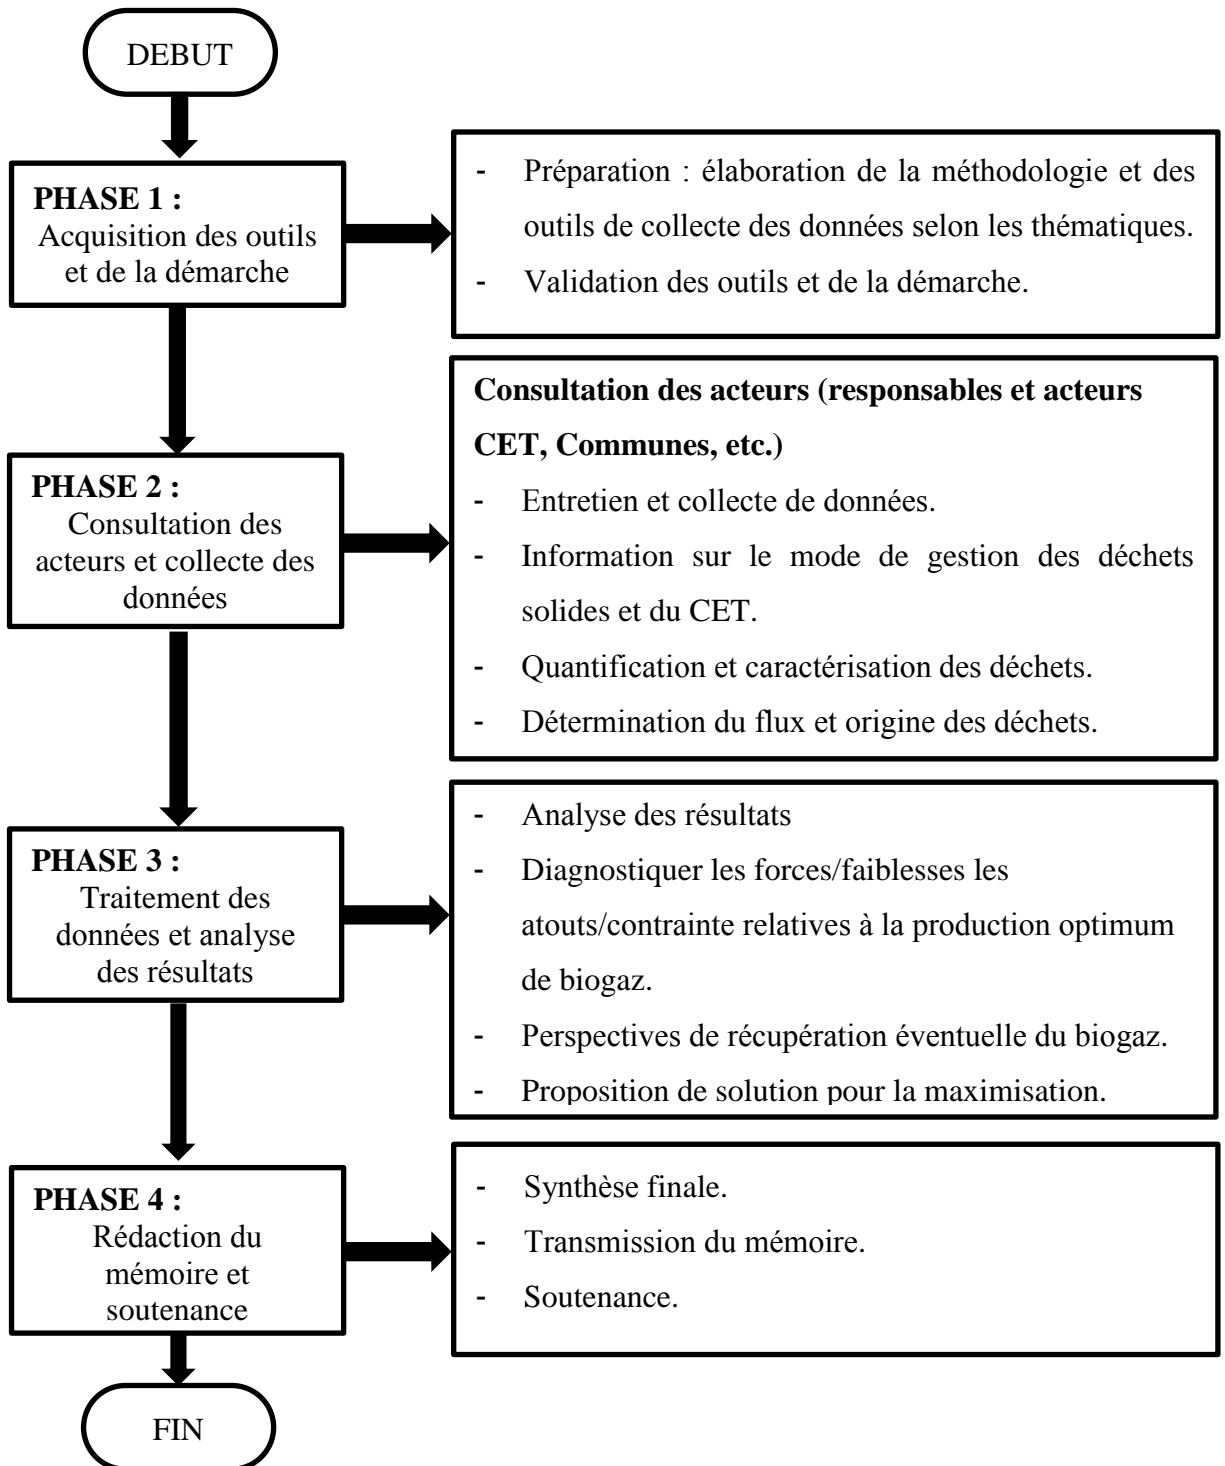 DEBUT
PHASE 1 :
Acquisition des outils
et de la démarche
- Préparation : élaboration de la méthodologie et des
outils de collecte des données selon les thématiques.
- Validation des outils et de la démarche.
PHASE 2 :
Consultation des
acteurs et collecte des
données
Consultation des acteurs (responsables et acteurs
CET, Communes, etc.)
- Entretien et collecte de données.
- Information sur le mode de gestion des déchets
solides et du CET.
- Quantification et caractérisation des déchets.
- Détermination du flux et origine des déchets.
PHASE 3 :
Traitement des
données et analyse
des résultats
- Analyse des résultats
- Diagnostiquer les forces/faiblesses les
atouts/contrainte relatives à la production optimum
de biogaz.
- Perspectives de récupération éventuelle du biogaz.
- Proposition de solution pour la maximisation.
PHASE 4 :
Rédaction du
mémoire et
soutenance
- Synthèse finale.
- Transmission du mémoire.
- Soutenance.
FIN